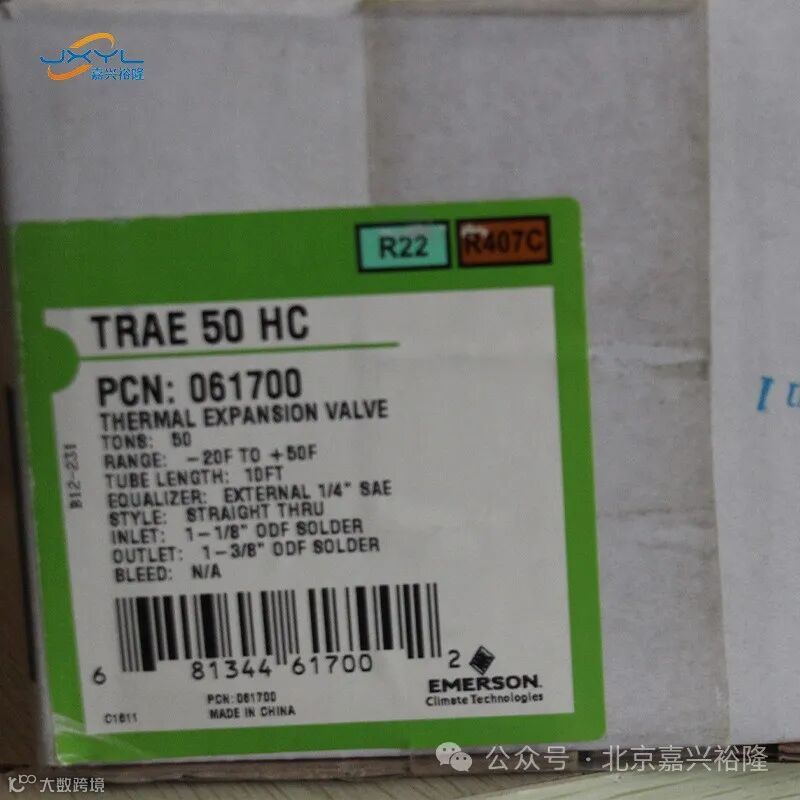 JXYL
嘉兴裕隆
R22 R407C
TRAE 50 HC
PCN: 061700
THERMAL EXPANSION VALVE
TONS: 50
RANGE: -20F TO +50F
TUBE LENGTH: 10FT
EQUALIZER: EXTERNAL 1/4" SAE
STYLE: STRAIGHT THRU
INLET: 1-1/8" ODF SOLDER
OUTLET: 1-3/8" ODF SOLDER
BLEED: N/A
B12-231
6 81344 61700 2
PCN:061700
MADE IN CHINA
C1611
EMERSON
Climate Technologies
公众号·北京嘉兴裕隆
大数跨境